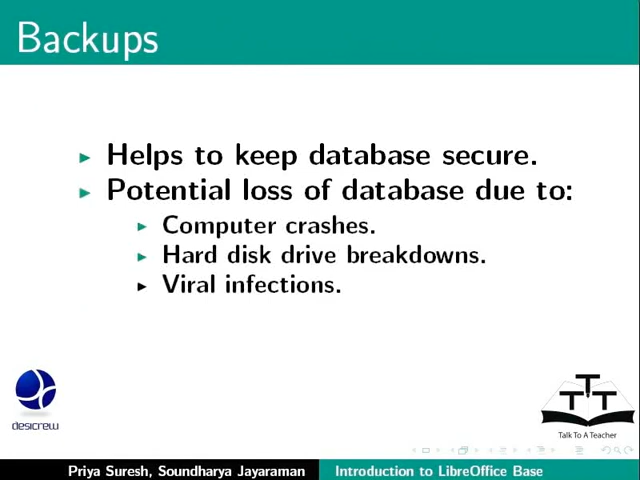 Backups
Helps to keep database secure.
Potential loss of database due to:
Computer crashes.
Hard disk drive breakdowns.
Viral infections.
desicrew
T T T
Talk To A Teacher
Priya Suresh, Soundharya Jayaraman
Introduction to LibreOffice Base